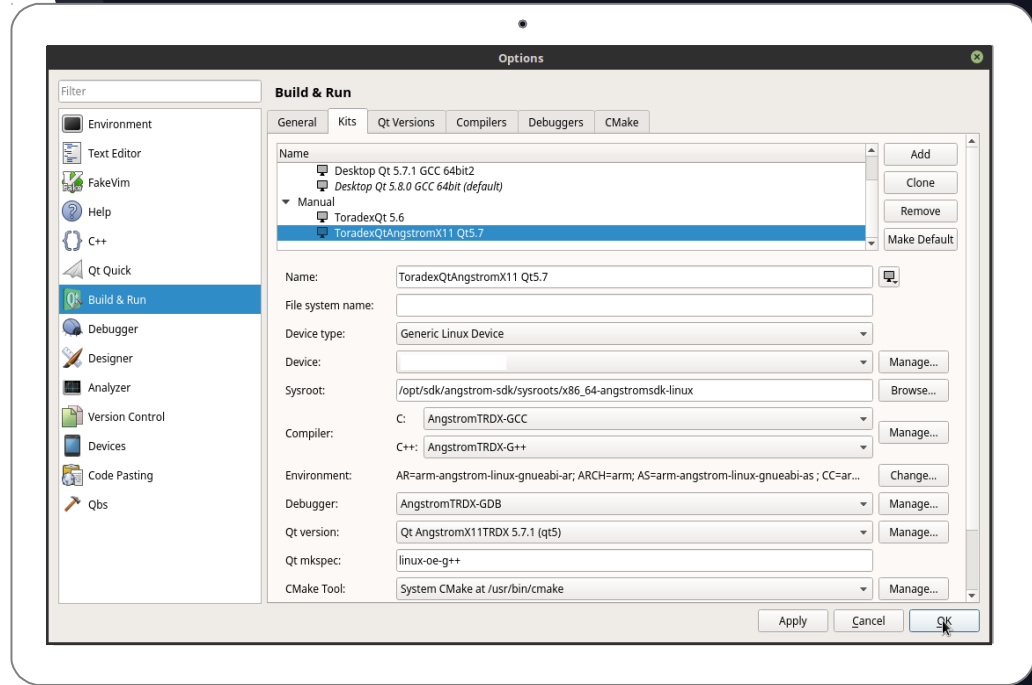 Options
Filter
Environment
Text Editor
FakeVim
Help
C++
Qt Quick
Build & Run
Debugger
Designer
Analyzer
Version Control
Devices
Code Pasting
Qbs
Build & Run
General Kits Qt Versions Compilers Debuggers CMake
Name
Desktop Qt 5.7.1 GCC 64bit2
Desktop Qt 5.8.0 GCC 64bit (default)
Manual
ToradexQt 5.6
ToradexQtAngstromX11 Qt5.7
Add
Clone
Remove
Make Default
Name: ToradexQtAngstromX11 Qt5.7
File system name:
Device type: Generic Linux Device
Device: Manage...
Sysroot: /opt/sdk/angstrom-sdk/sysroots/x86_64-angstromsdk-linux Browse...
Compiler: C: AngstromTRDX-GCC
C++: AngstromTRDX-G++ Manage...
Environment: AR=arm-angstrom-linux-gnueabi-ar; ARCH=arm; AS=arm-angstrom-linux-gnueabi-as ; CC=ar... Change...
Debugger: AngstromTRDX-GDB Manage...
Qt version: Qt AngstromX11TRDX 5.7.1 (qt5) Manage...
Qt mkspec: linux-oe-g++
CMake Tool: System CMake at /usr/bin/cmake Manage...
Apply Cancel OK